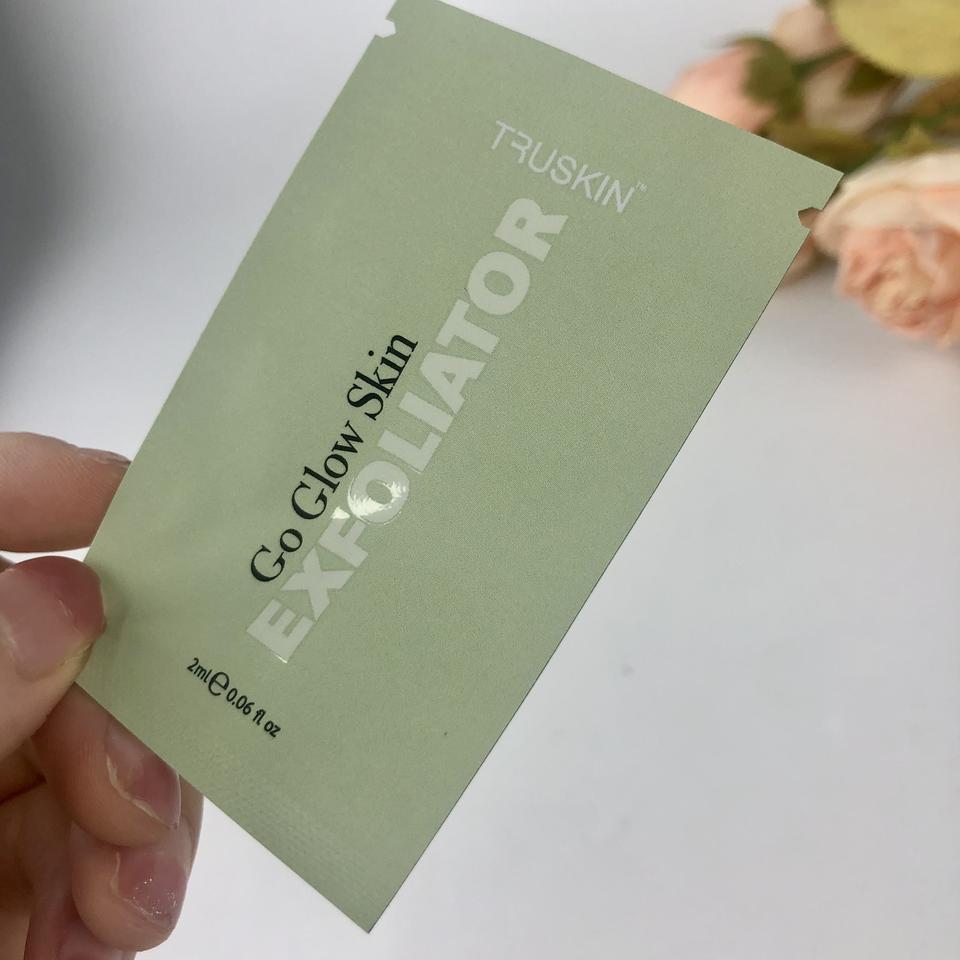 TRUSKIN™
Go Glow Skin
EXFOLIATOR
2ml ℮ 0.06 fl oz